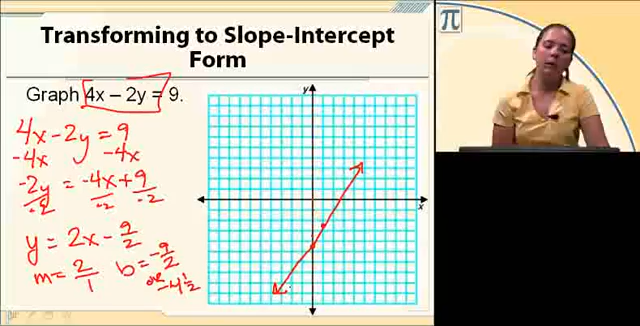 Transforming to Slope-Intercept
Form
π
Graph 4x – 2y = 9.
4x - 2y = 9
-4x -4x
-2y = -4x + 9
-2 -2 -2
y = 2x - 9/2
m = 2/1 b = -9/2
or -4 1/2
y
x